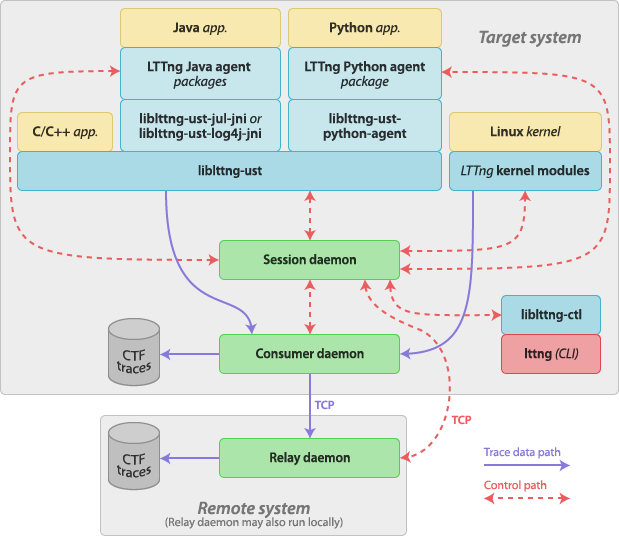 Java app.
Python app.
Target system
LTTng Java agent
packages
LTTng Python agent
package
C/C++ app.
liblttng-ust-jul-jni or
liblttng-ust-log4j-jni
liblttng-ust-
python-agent
Linux kernel
liblttng-ust
LTTng kernel modules
Session daemon
liblttng-ctl
lttng (CLI)
CTF
traces
Consumer daemon
TCP
TCP
CTF
traces
Relay daemon
Trace data path
Control path
Remote system
(Relay daemon may also run locally)